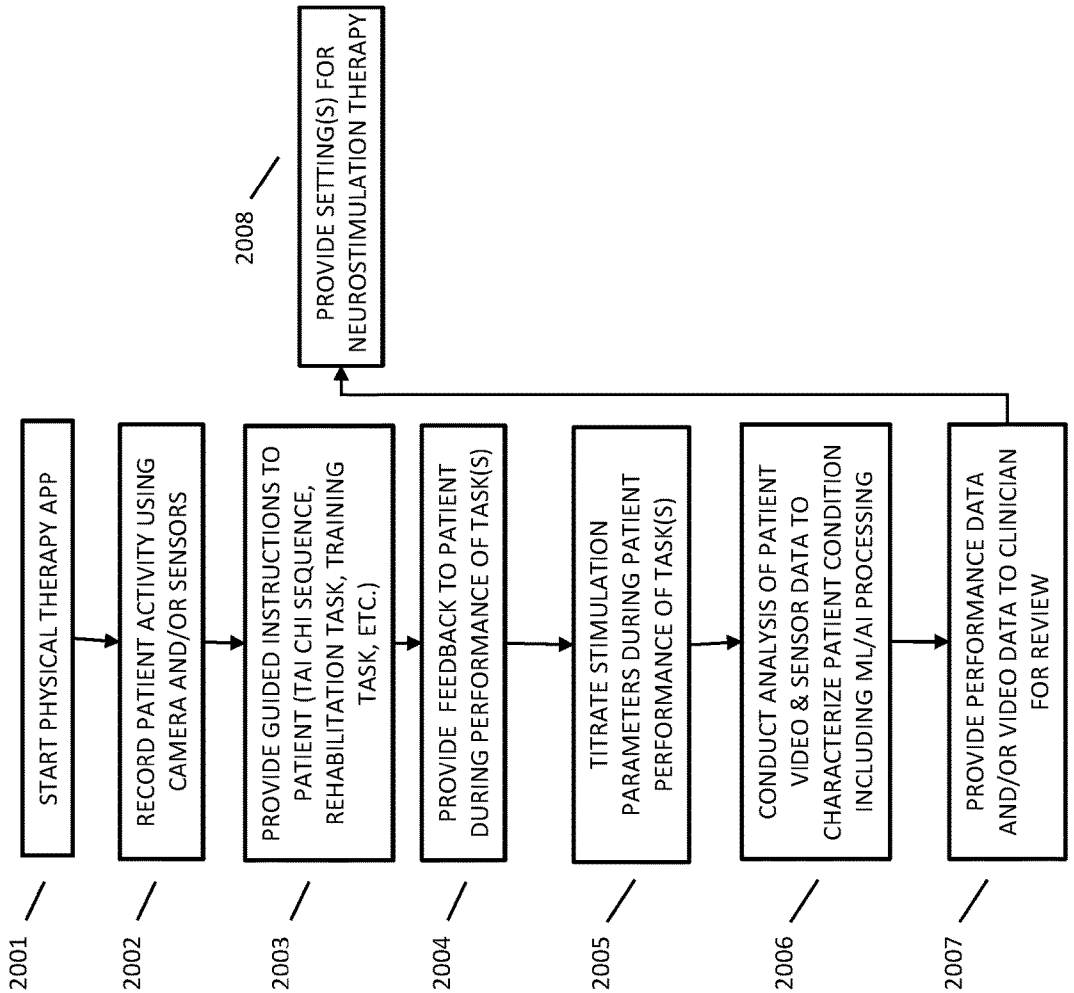 2001
START PHYSICAL THERAPY APP
2002
RECORD PATIENT ACTIVITY USING
CAMERA AND/OR SENSORS
2003
PROVIDE GUIDED INSTRUCTIONS TO
PATIENT (TAI CHI SEQUENCE,
REHABILITATION TASK, TRAINING
TASK, ETC.)
2004
PROVIDE FEEDBACK TO PATIENT
DURING PERFORMANCE OF TASK(S)
2005
TITRATE STIMULATION
PARAMETERS DURING PATIENT
PERFORMANCE OF TASK(S)
2006
CONDUCT ANALYSIS OF PATIENT
VIDEO & SENSOR DATA TO
CHARACTERIZE PATIENT CONDITION
INCLUDING ML/AI PROCESSING
2007
PROVIDE PERFORMANCE DATA
AND/OR VIDEO DATA TO CLINICIAN
FOR REVIEW
2008
PROVIDE SETTING(S) FOR
NEUROSTIMULATION THERAPY